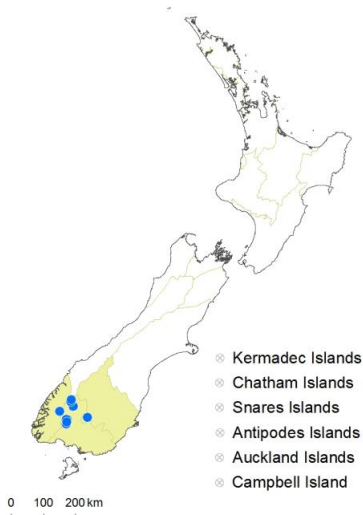 Kermadec Islands
Chatham Islands
Snares Islands
Antipodes Islands
Auckland Islands
Campbell Island
0 100 200 km